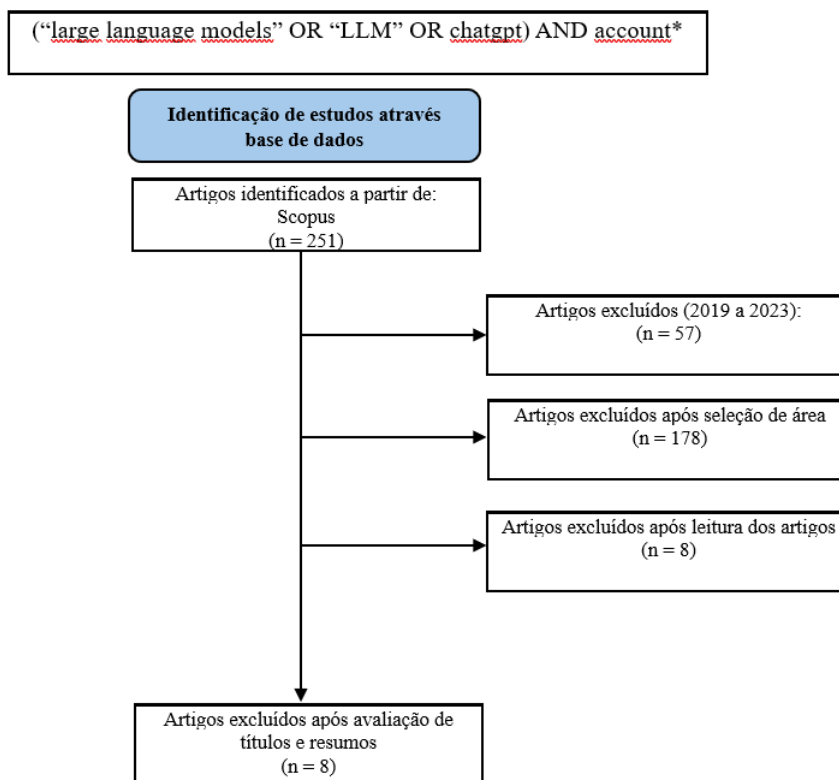 (“large language models” OR “LLM” OR chatgpt) AND account*
Identificação de estudos através
base de dados
Artigos identificados a partir de:
Scopus
(n = 251)
Artigos excluídos (2019 a 2023):
(n = 57)
Artigos excluídos após seleção de área
(n = 178)
Artigos excluídos após leitura dos artigos
(n = 8)
Artigos excluídos após avaliação de
títulos e resumos
(n = 8)